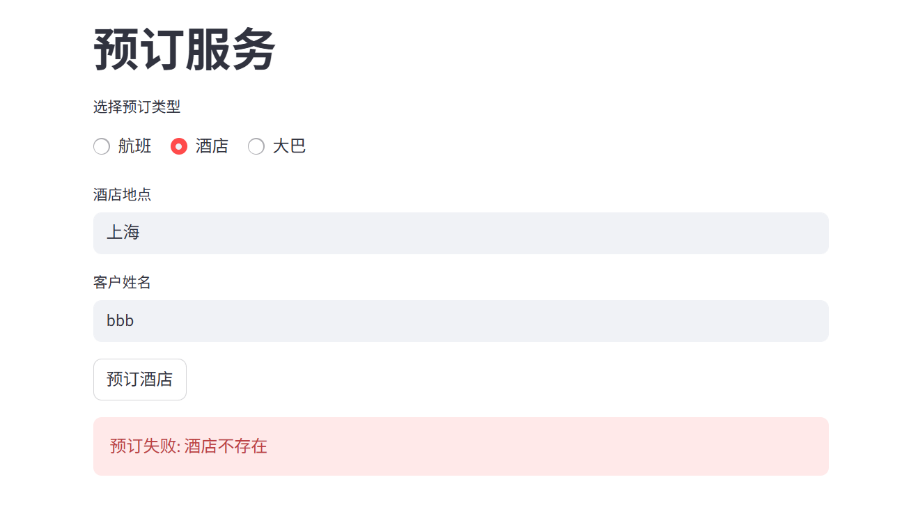 预订服务
选择预订类型
航班 酒店 大巴
酒店地点
上海
客户姓名
bbb
预订酒店
预订失败: 酒店不存在